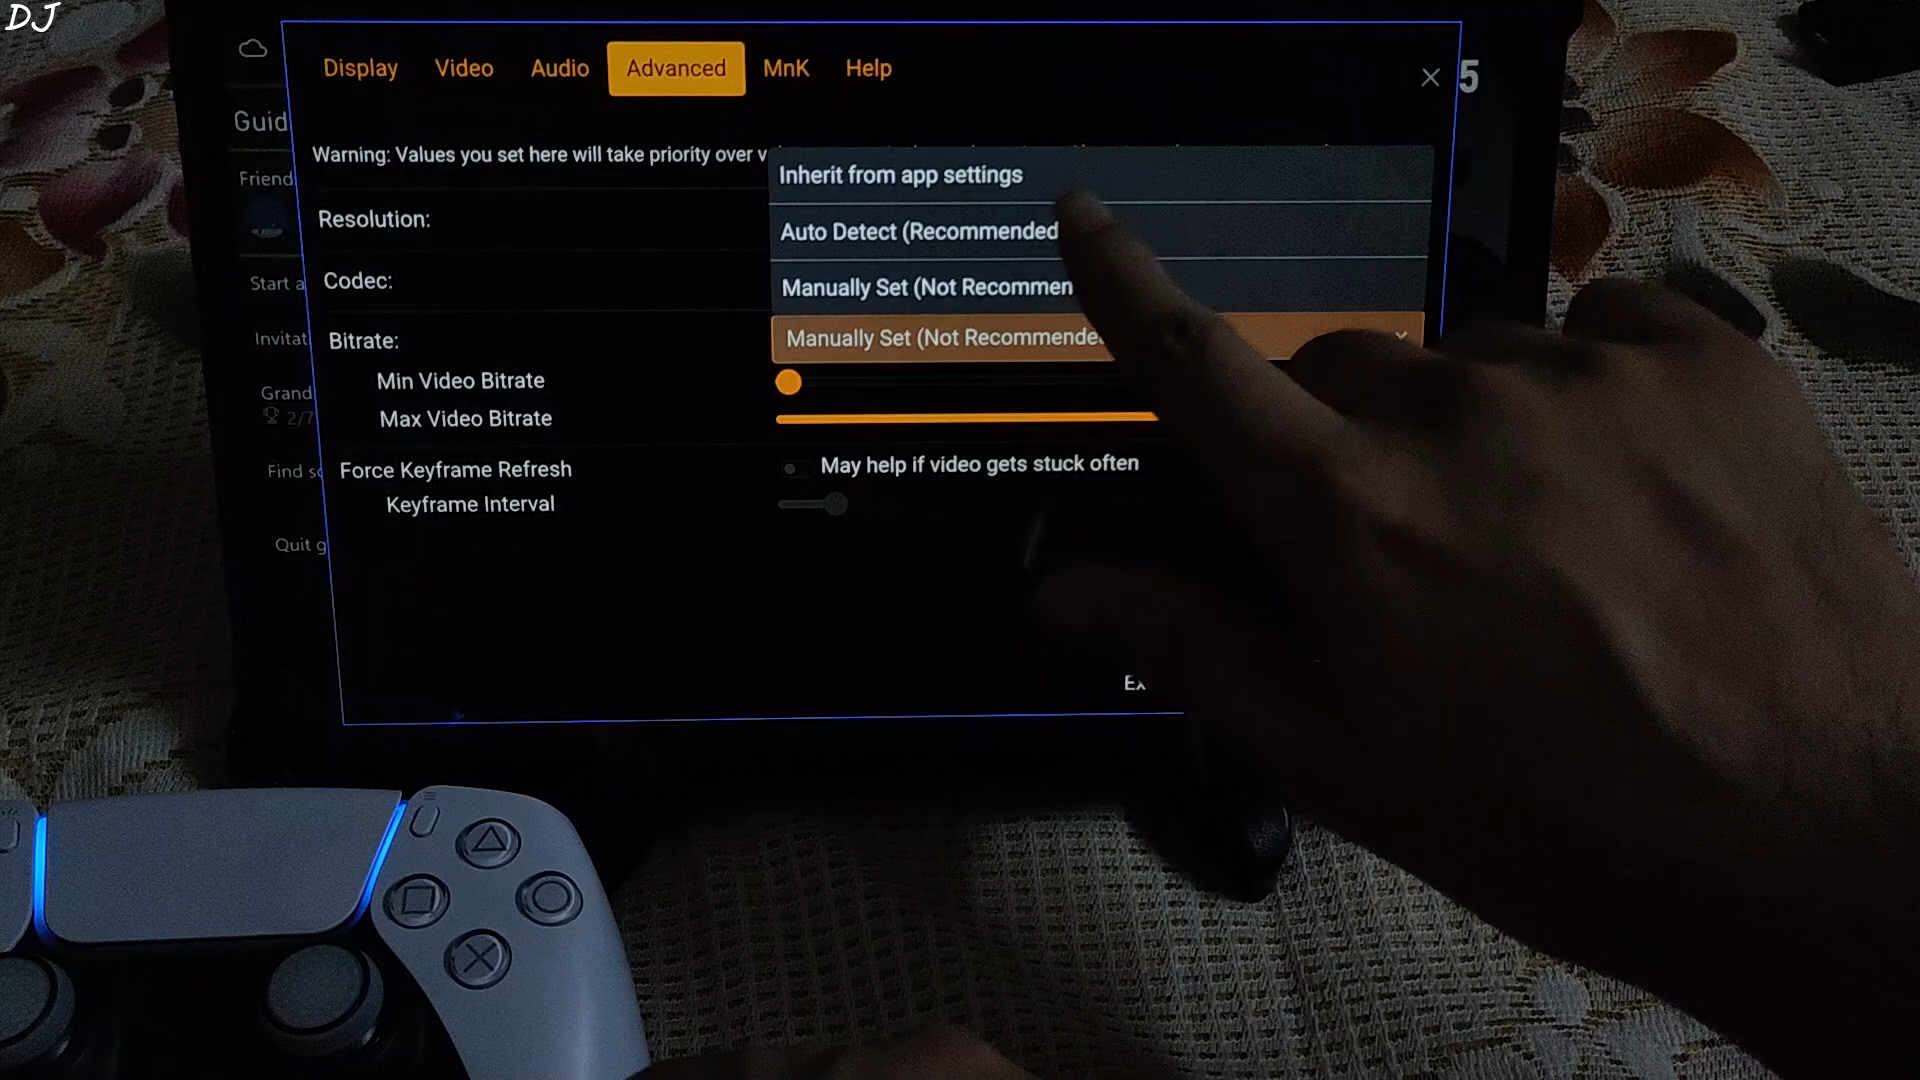 DJ
Display Video Audio Advanced MnK Help
5
Guid
Warning: Values you set here will take priority over
Inherit from app settings
Friend
Resolution:
Auto Detect (Recommended
Start a
Codec:
Manually Set (Not Recommen
Invitat
Bitrate:
Manually Set (Not Recommende
Min Video Bitrate
Grand
2/7
Max Video Bitrate
Find so
Force Keyframe Refresh
May help if video gets stuck often
Keyframe Interval
Quit g
Ex